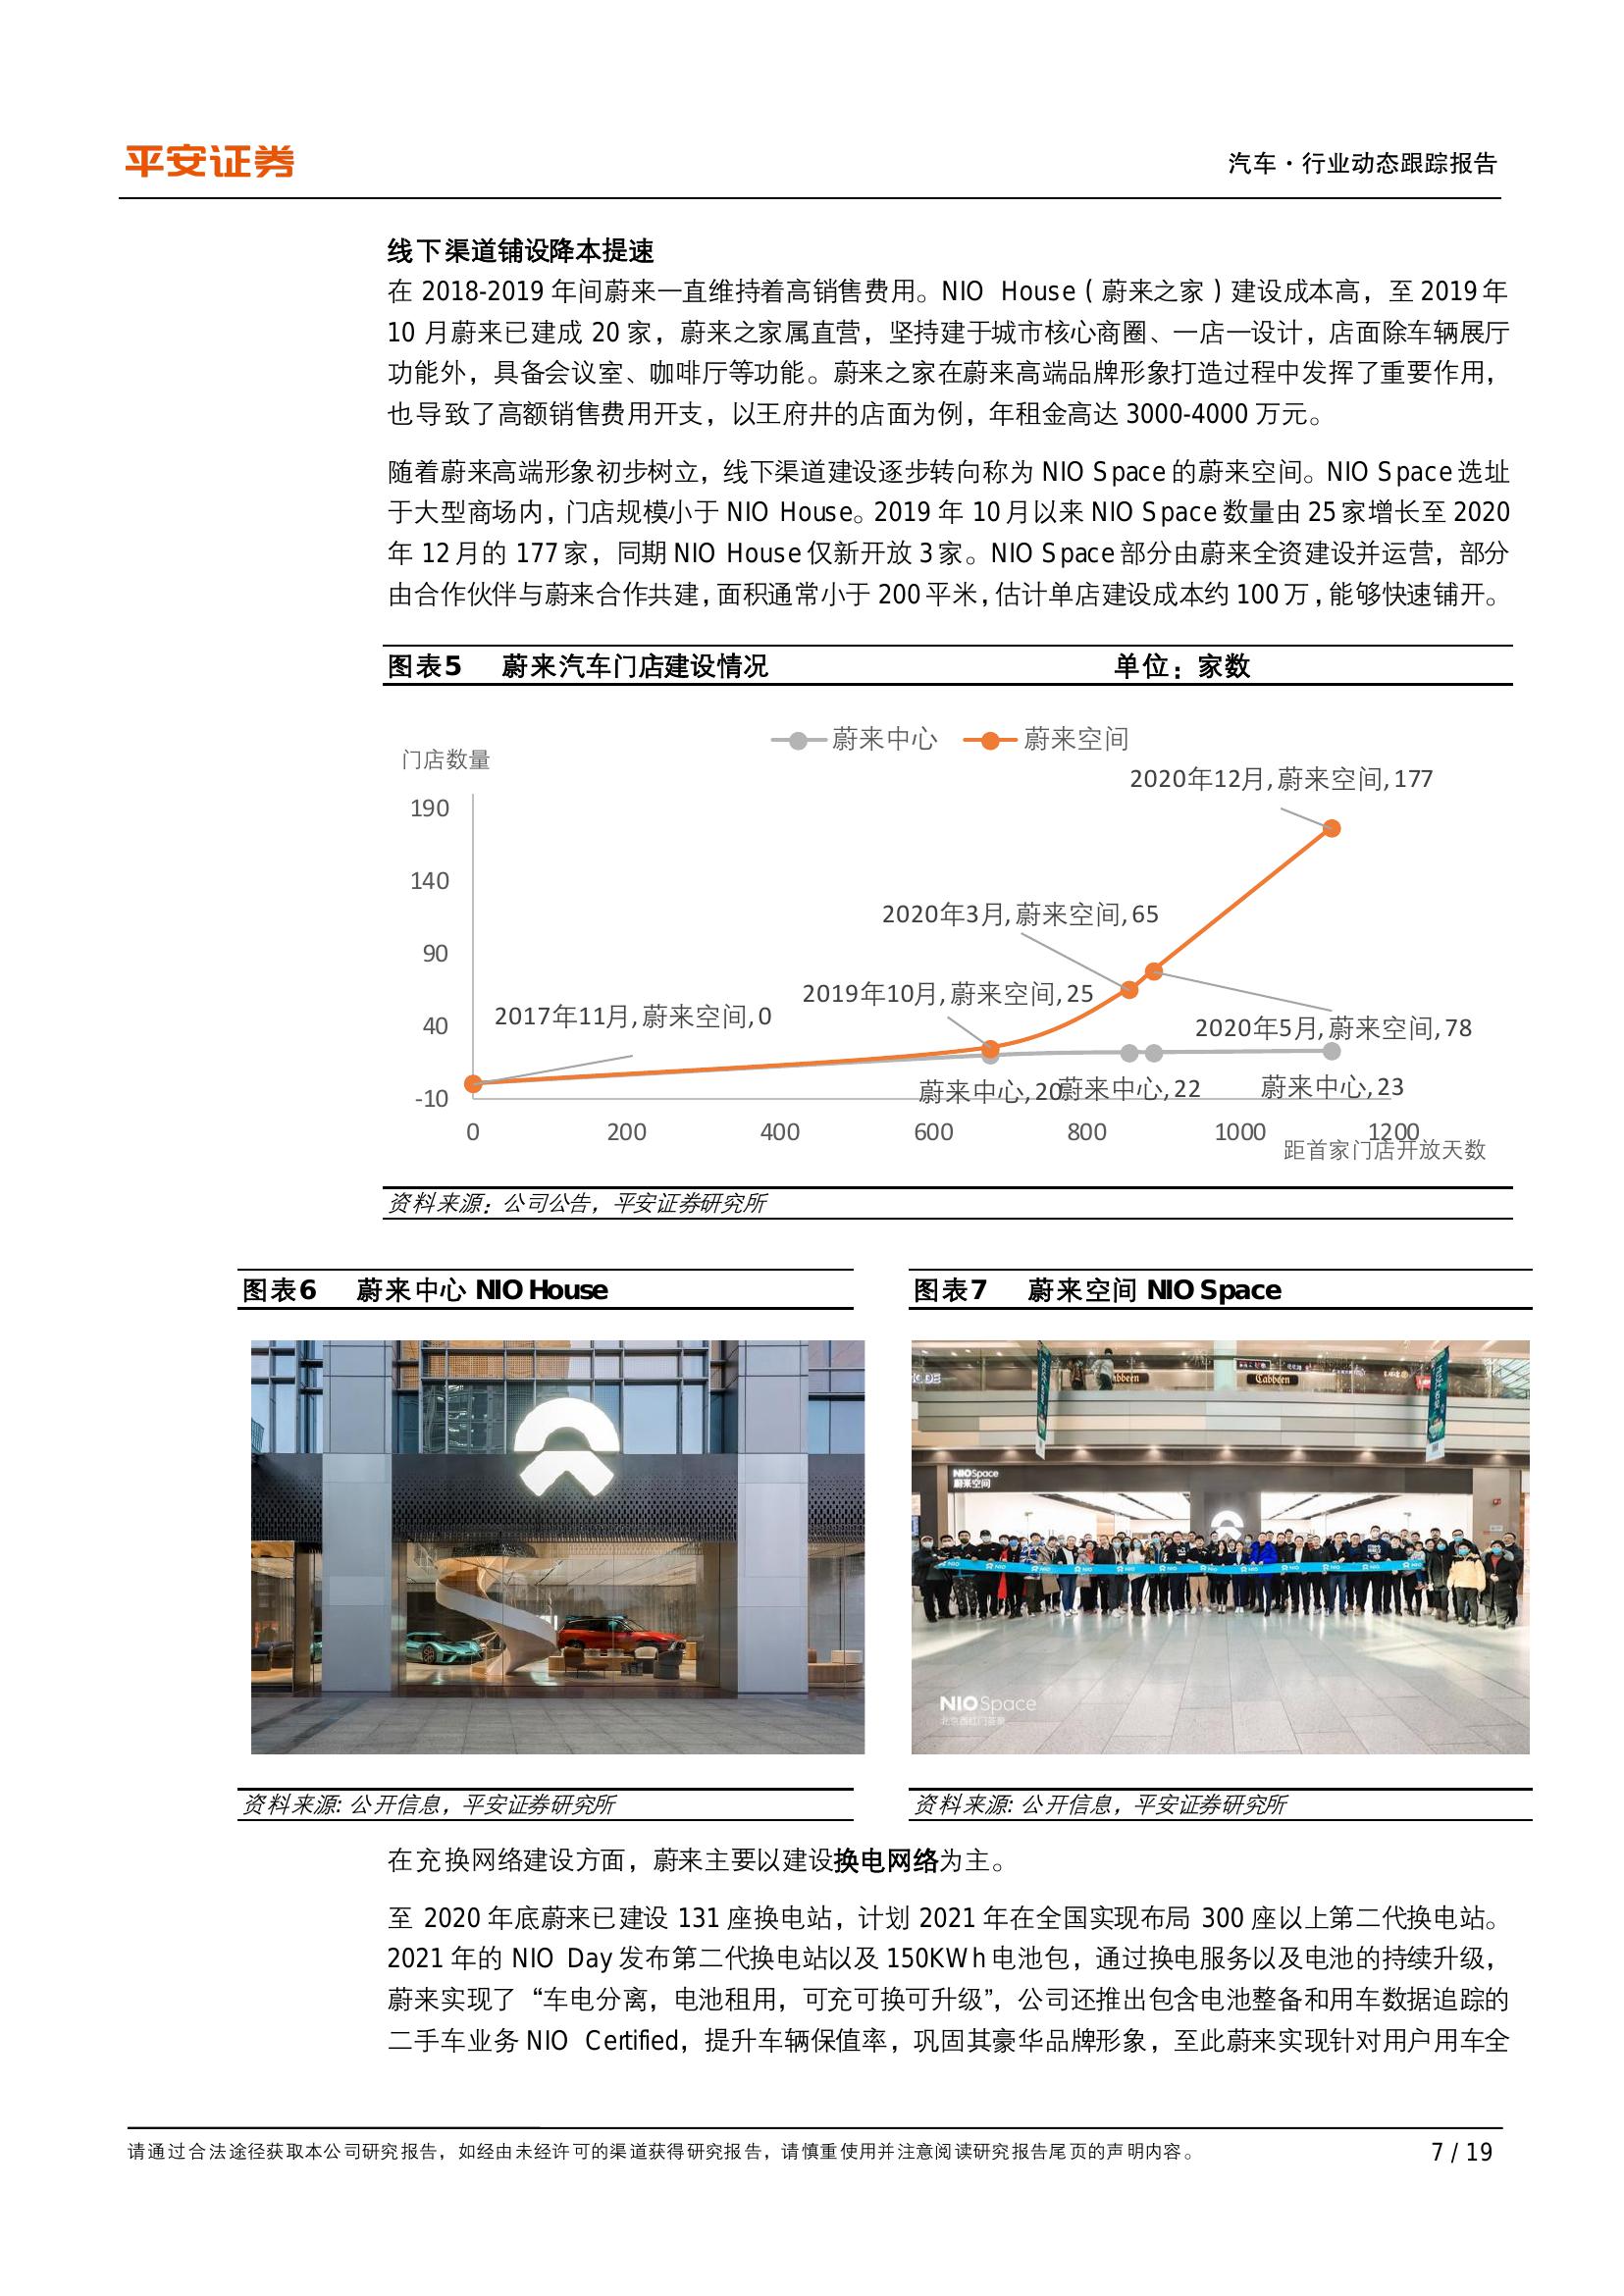 平安证券
汽车·行业动态跟踪报告
线下渠道铺设降本提速
在 2018-2019 年间蔚来一直维持着高销售费用。NIO House（蔚来之家）建设成本高，至 2019 年
10 月蔚来已建成 20 家，蔚来之家属直营，坚持建于城市核心商圈、一店一设计，店面除车辆展厅
功能外，具备会议室、咖啡厅等功能。蔚来之家在蔚来高端品牌形象打造过程中发挥了重要作用，
也导致了高额销售费用开支，以王府井的店面为例，年租金高达 3000-4000 万元。
随着蔚来高端形象初步树立，线下渠道建设逐步转向称为 NIO Space 的蔚来空间。NIO Space 选址
于大型商场内，门店规模小于 NIO House。2019 年 10 月以来 NIO Space 数量由 25 家增长至 2020
年 12 月的 177 家，同期 NIO House 仅新开放 3 家。NIO Space 部分由蔚来全资建设并运营，部分
由合作伙伴与蔚来合作共建，面积通常小于 200 平米，估计单店建设成本约 100 万，能够快速铺开。
图表5 蔚来汽车门店建设情况 单位：家数
蔚来中心 蔚来空间
门店数量
2020年12月, 蔚来空间, 177
190
140
2020年3月, 蔚来空间, 65
90
2019年10月, 蔚来空间, 25
2017年11月, 蔚来空间, 0
40
2020年5月, 蔚来空间, 78
蔚来中心, 20
蔚来中心, 22
蔚来中心, 23
-10
0 200 400 600 800 1000 1200
距首家门店开放天数
资料来源：公司公告，平安证券研究所
图表6 蔚来中心 NIO House
图表7 蔚来空间 NIO Space
Cabbeen
NIO Space
蔚来空间
NIO Space
资料来源: 公开信息，平安证券研究所
资料来源: 公开信息，平安证券研究所
在充换网络建设方面，蔚来主要以建设换电网络为主。
至 2020 年底蔚来已建设 131 座换电站，计划 2021 年在全国实现布局 300 座以上第二代换电站。
2021 年的 NIO Day 发布第二代换电站以及 150KWh 电池包，通过换电服务以及电池的持续升级，
蔚来实现了“车电分离，电池租用，可充可换可升级”，公司还推出包含电池整备和用车数据追踪的
二手车业务 NIO Certified，提升车辆保值率，巩固其豪华品牌形象，至此蔚来实现针对用户用车全
请通过合法途径获取本公司研究报告，如经由未经许可的渠道获得研究报告，请慎重使用并注意阅读研究报告尾页的声明内容。
7 / 19